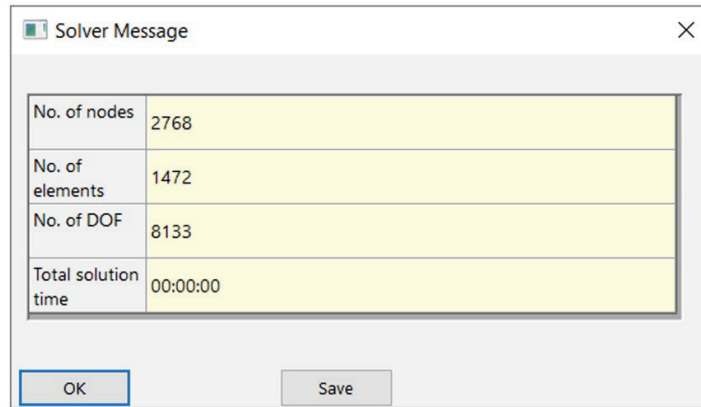 Solver Message
No. of nodes
2768
No. of
elements
1472
No. of DOF
8133
Total solution
time
00:00:00
OK
Save